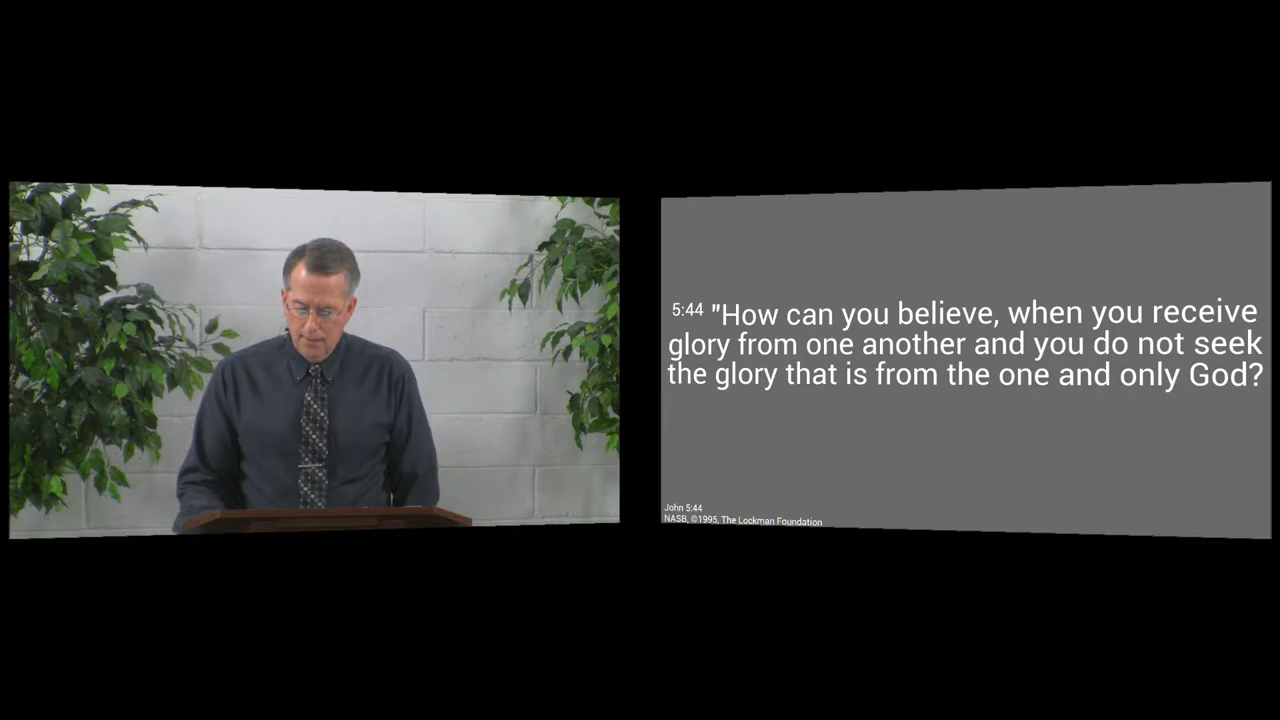 5:44 "How can you believe, when you receive
glory from one another and you do not seek
the glory that is from the one and only God?
John 5:44
NASB, ©1995, The Lockman Foundation